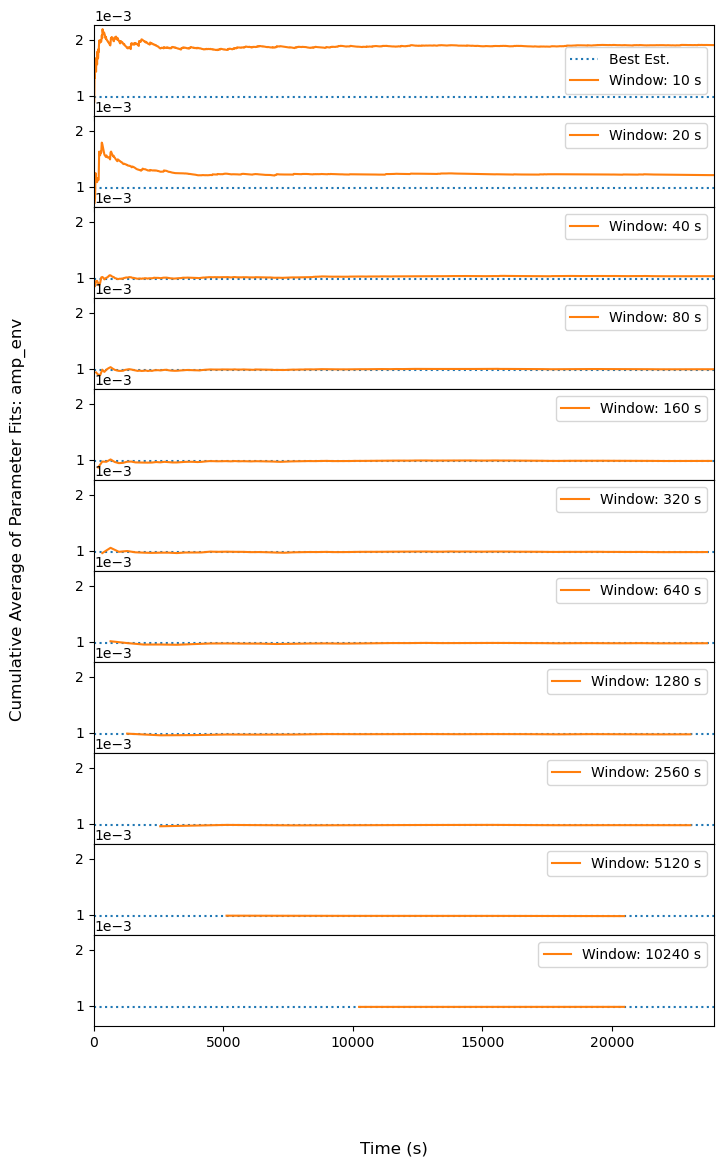 1e−3
2
Best Est.
Window: 10 s
1
1e−3
2
Window: 20 s
1
1e−3
2
Window: 40 s
1
1e−3
2
Window: 80 s
1
1e−3
2
Window: 160 s
1
1e−3
2
Window: 320 s
1
1e−3
2
Window: 640 s
1
1e−3
2
Window: 1280 s
1
1e−3
2
Window: 2560 s
1
1e−3
2
Window: 5120 s
1
1e−3
2
Window: 10240 s
1
0 5000 10000 15000 20000
Time (s)
Cumulative Average of Parameter Fits: amp_env